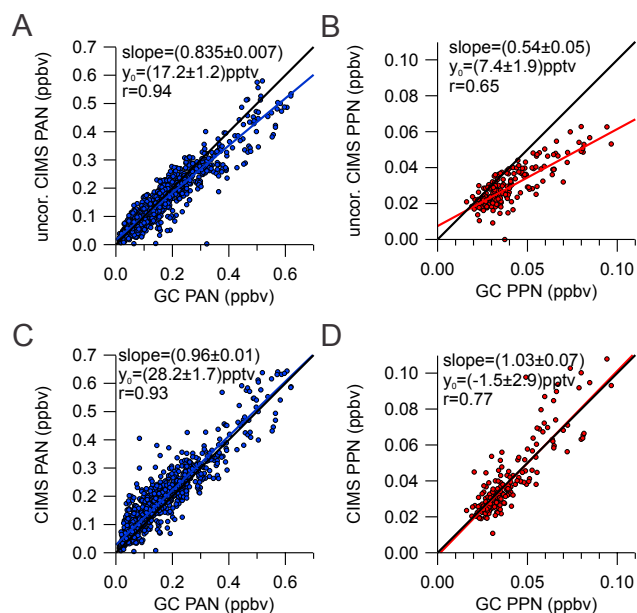 A
slope=(0.835±0.007)
y₀=(17.2±1.2)pptv
r=0.94
uncor. CIMS PAN (ppbv)
0.7
0.6
0.5
0.4
0.3
0.2
0.1
0.0
0.0 0.2 0.4 0.6
GC PAN (ppbv)
B
slope=(0.54±0.05)
y₀=(7.4±1.9)pptv
r=0.65
uncor. CIMS PPN (ppbv)
0.10
0.08
0.06
0.04
0.02
0.00
0.00 0.05 0.10
GC PPN (ppbv)
C
slope=(0.96±0.01)
y₀=(28.2±1.7)pptv
r=0.93
CIMS PAN (ppbv)
0.7
0.6
0.5
0.4
0.3
0.2
0.1
0.0
0.0 0.2 0.4 0.6
GC PAN (ppbv)
D
slope=(1.03±0.07)
y₀=(-1.5±2.9)pptv
r=0.77
CIMS PPN (ppbv)
0.10
0.08
0.06
0.04
0.02
0.00
0.00 0.05 0.10
GC PPN (ppbv)